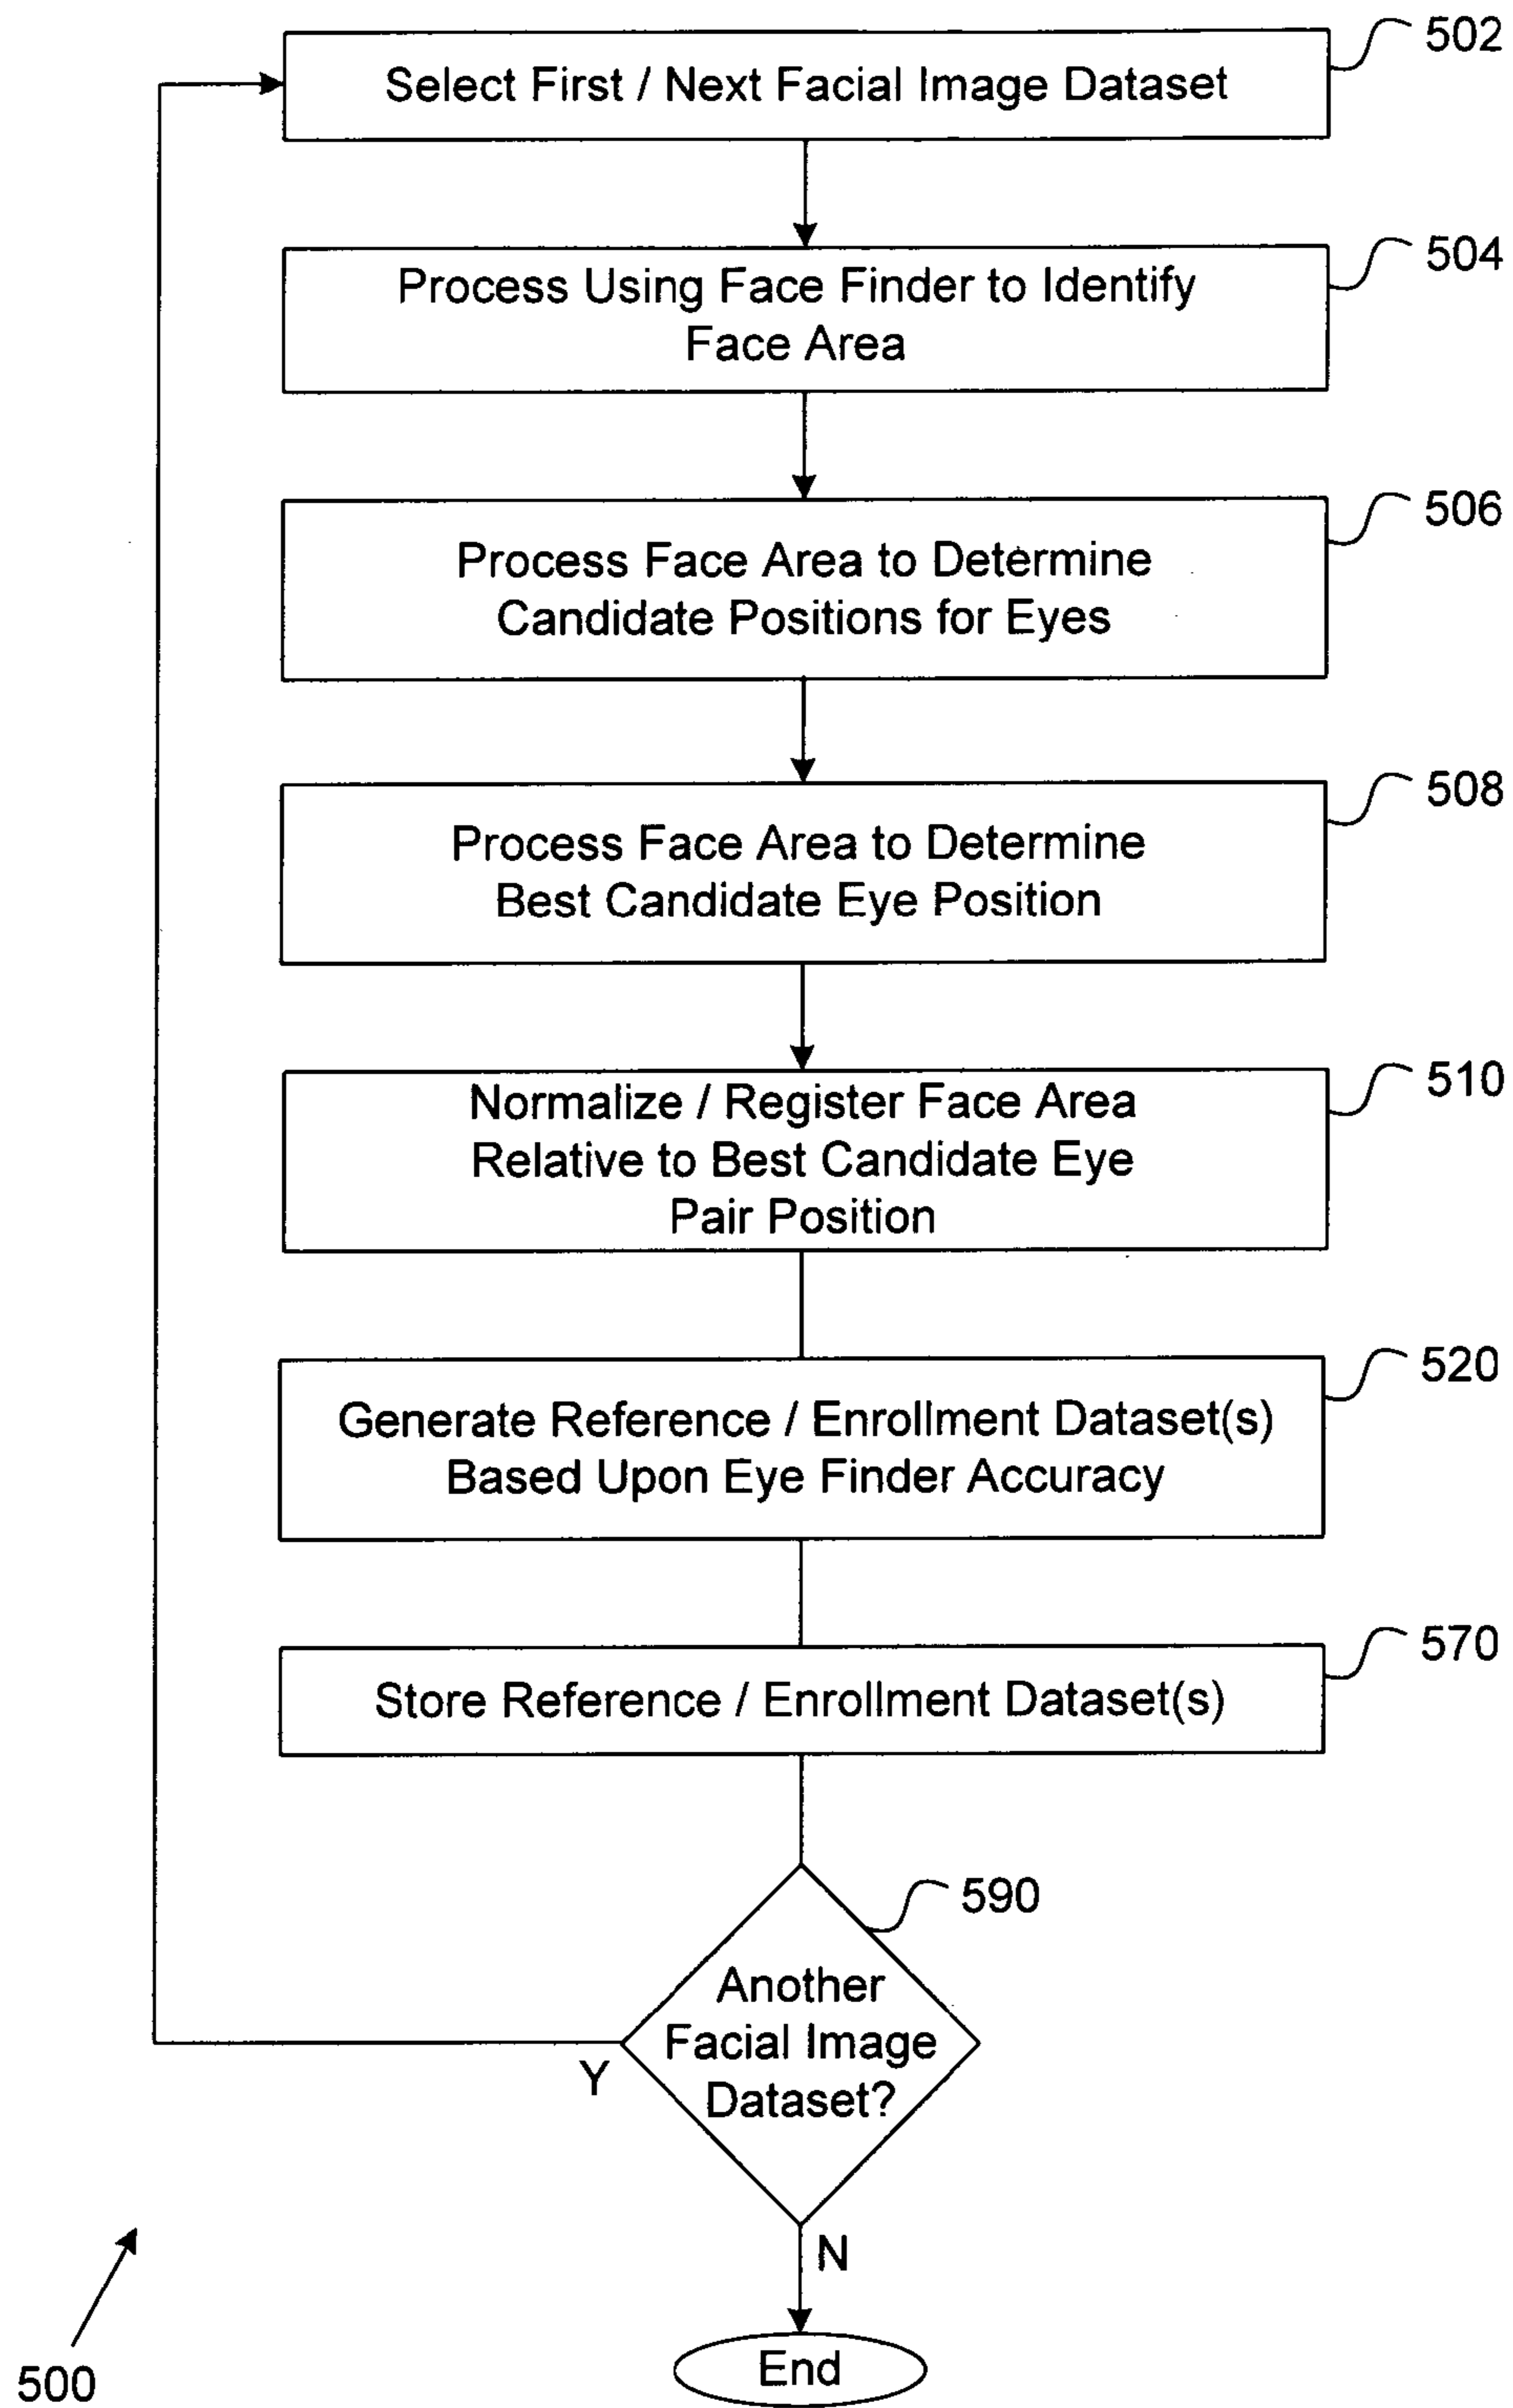 502
Select First / Next Facial Image Dataset
504
Process Using Face Finder to Identify
Face Area
506
Process Face Area to Determine
Candidate Positions for Eyes
508
Process Face Area to Determine
Best Candidate Eye Position
510
Normalize / Register Face Area
Relative to Best Candidate Eye
Pair Position
520
Generate Reference / Enrollment Dataset(s)
Based Upon Eye Finder Accuracy
570
Store Reference / Enrollment Dataset(s)
590
Another
Facial Image
Dataset?
Y
N
End
500